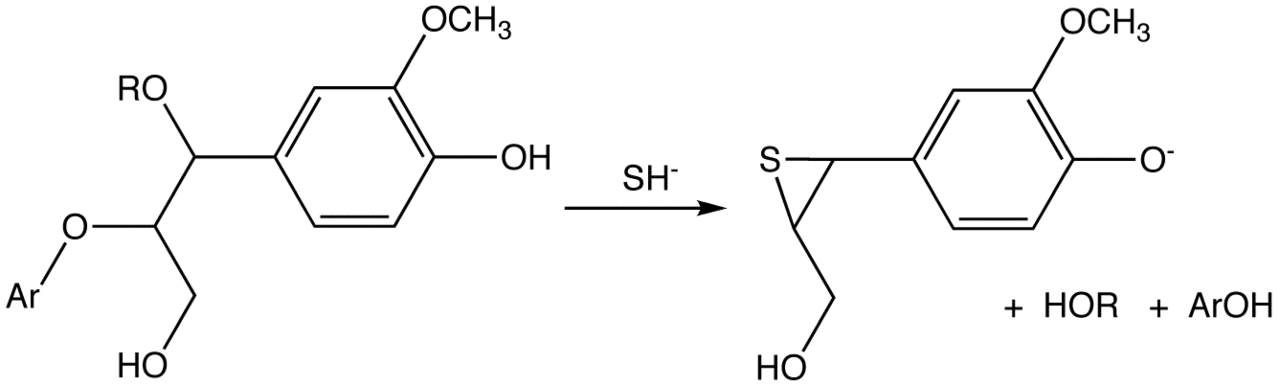 OCH3
RO
OH
O
Ar
HO
SH-
OCH3
S
O-
HO
+ HOR + ArOH